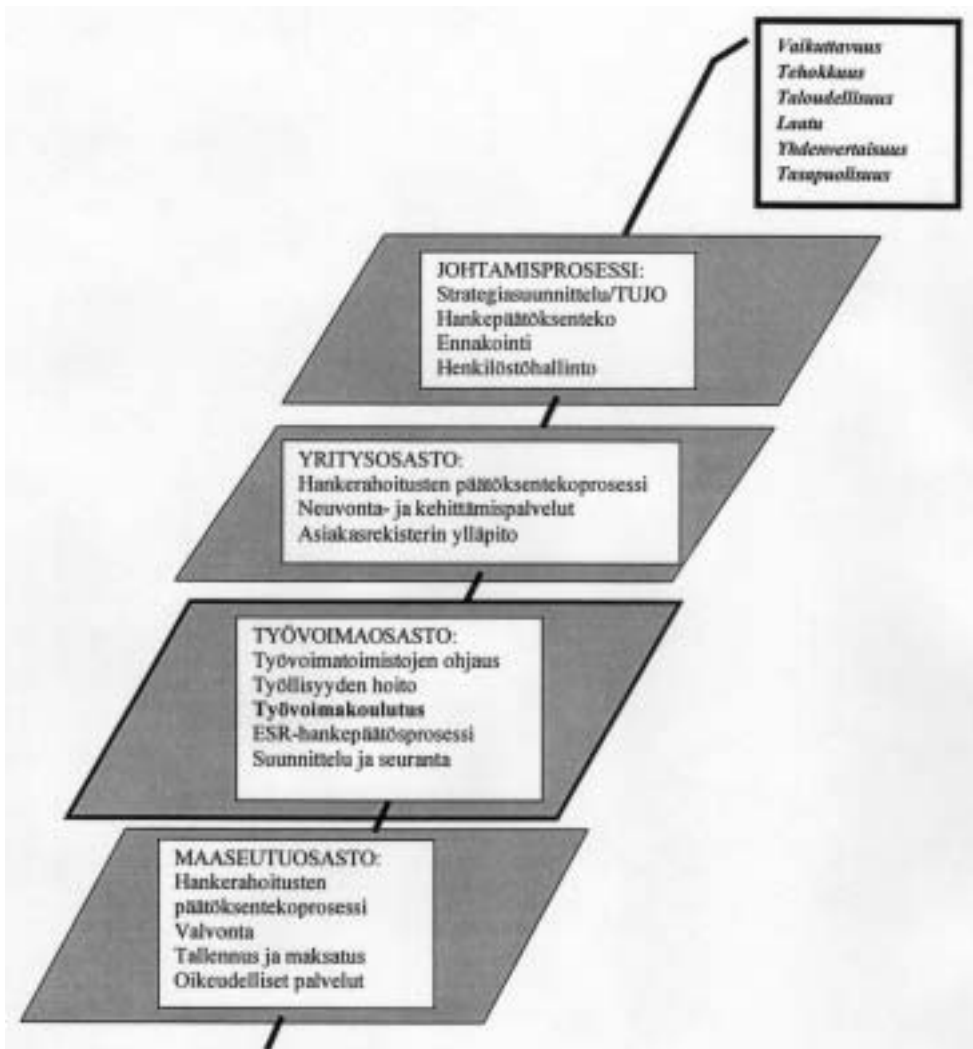 Vaikuttavuus
Tehokkuus
Taloudellisuus
Laatu
Yhdenvertaisuus
Tasapuolisuus
JOHTAMISPROSESSI:
Strategiasuunnittelu/TUJO
Hankepäätöksenteko
Ennakointi
Henkilöstöhallinto
YRITYSOSASTO:
Hankerahoitusten päätöksentekoprosessi
Neuvonta- ja kehittämispalvelut
Asiakasrekisterin ylläpito
TYÖVOIMAOSASTO:
Työvoimatoimistojen ohjaus
Työllisyyden hoito
Työvoimakoulutus
ESR-hankepäätösprosessi
Suunnittelu ja seuranta
MAASEUTUOSASTO:
Hankerahoitusten
päätöksentekoprosessi
Valvonta
Tallennus ja maksatus
Oikeudelliset palvelut